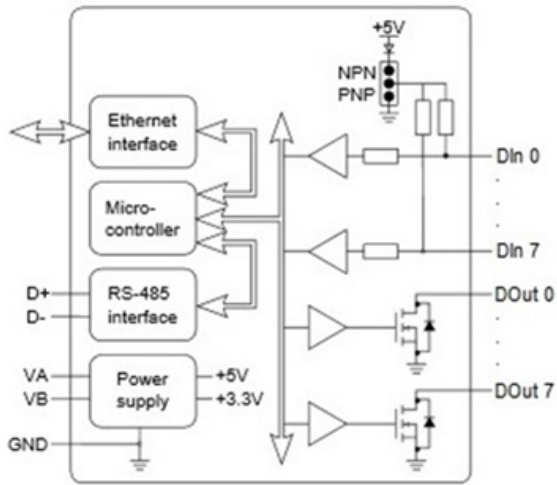 +5V
NPN
PNP
Ethernet
interface
DIn 0
Micro-
controller
DIn 7
D+
D-
RS-485
interface
DOut 0
VA
VB
Power
supply
+5V
+3.3V
DOut 7
GND